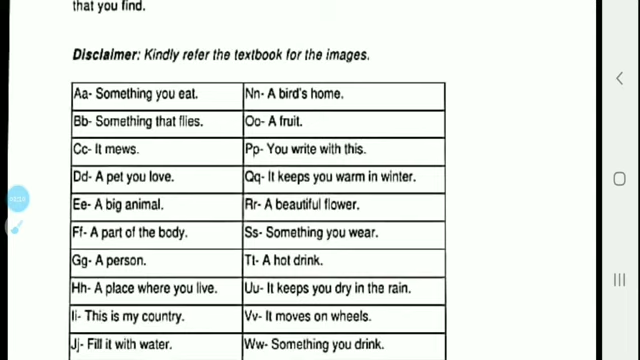 that you find.
Disclaimer: Kindly refer the textbook for the images.
Aa- Something you eat.
Nn- A bird's home.
Bb- Something that flies.
Oo- A fruit.
Cc- It mews.
Pp- You write with this.
Dd- A pet you love.
Qq- It keeps you warm in winter.
Ee- A big animal.
Rr- A beautiful flower.
Ff- A part of the body.
Ss- Something you wear.
Gg- A person.
Tt- A hot drink.
Hh- A place where you live.
Uu- It keeps you dry in the rain.
Ii- This is my country.
Vv- It moves on wheels.
Jj- Fill it with water.
Ww- Something you drink.